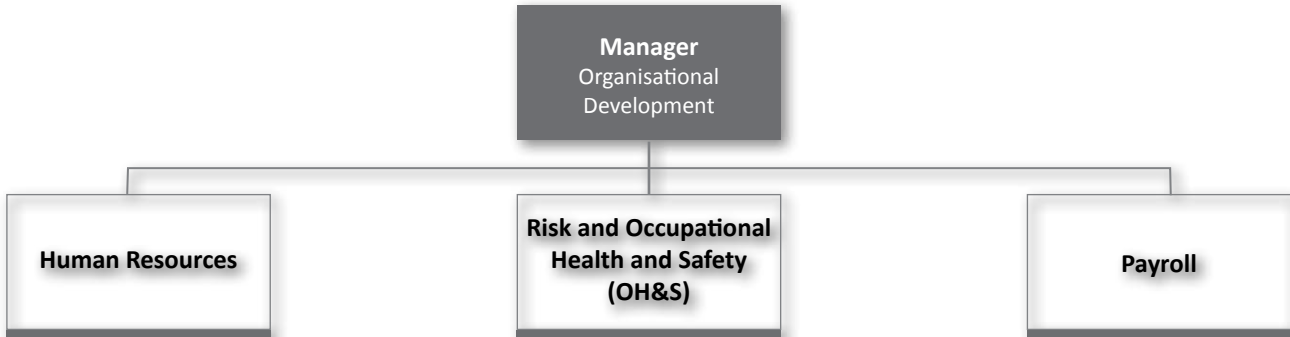 Manager
Organisational
Development
Human Resources
Risk and Occupational
Health and Safety
(OH&S)
Payroll